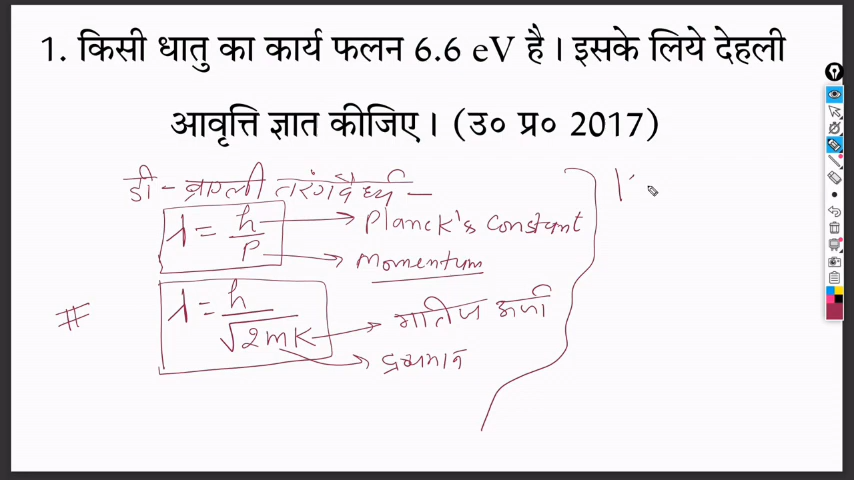 1. किसी धातु का कार्य फलन 6.6 eV है। इसके लिये देहली
आवृत्ति ज्ञात कीजिए। (उ० प्र० 2017)
डी - ब्राग्ली तरंगदैर्ध्य -
λ = h/P
Planck's Constant
Momentum
# λ = h/√2mK
गतिज ऊर्जा
द्रव्यमान